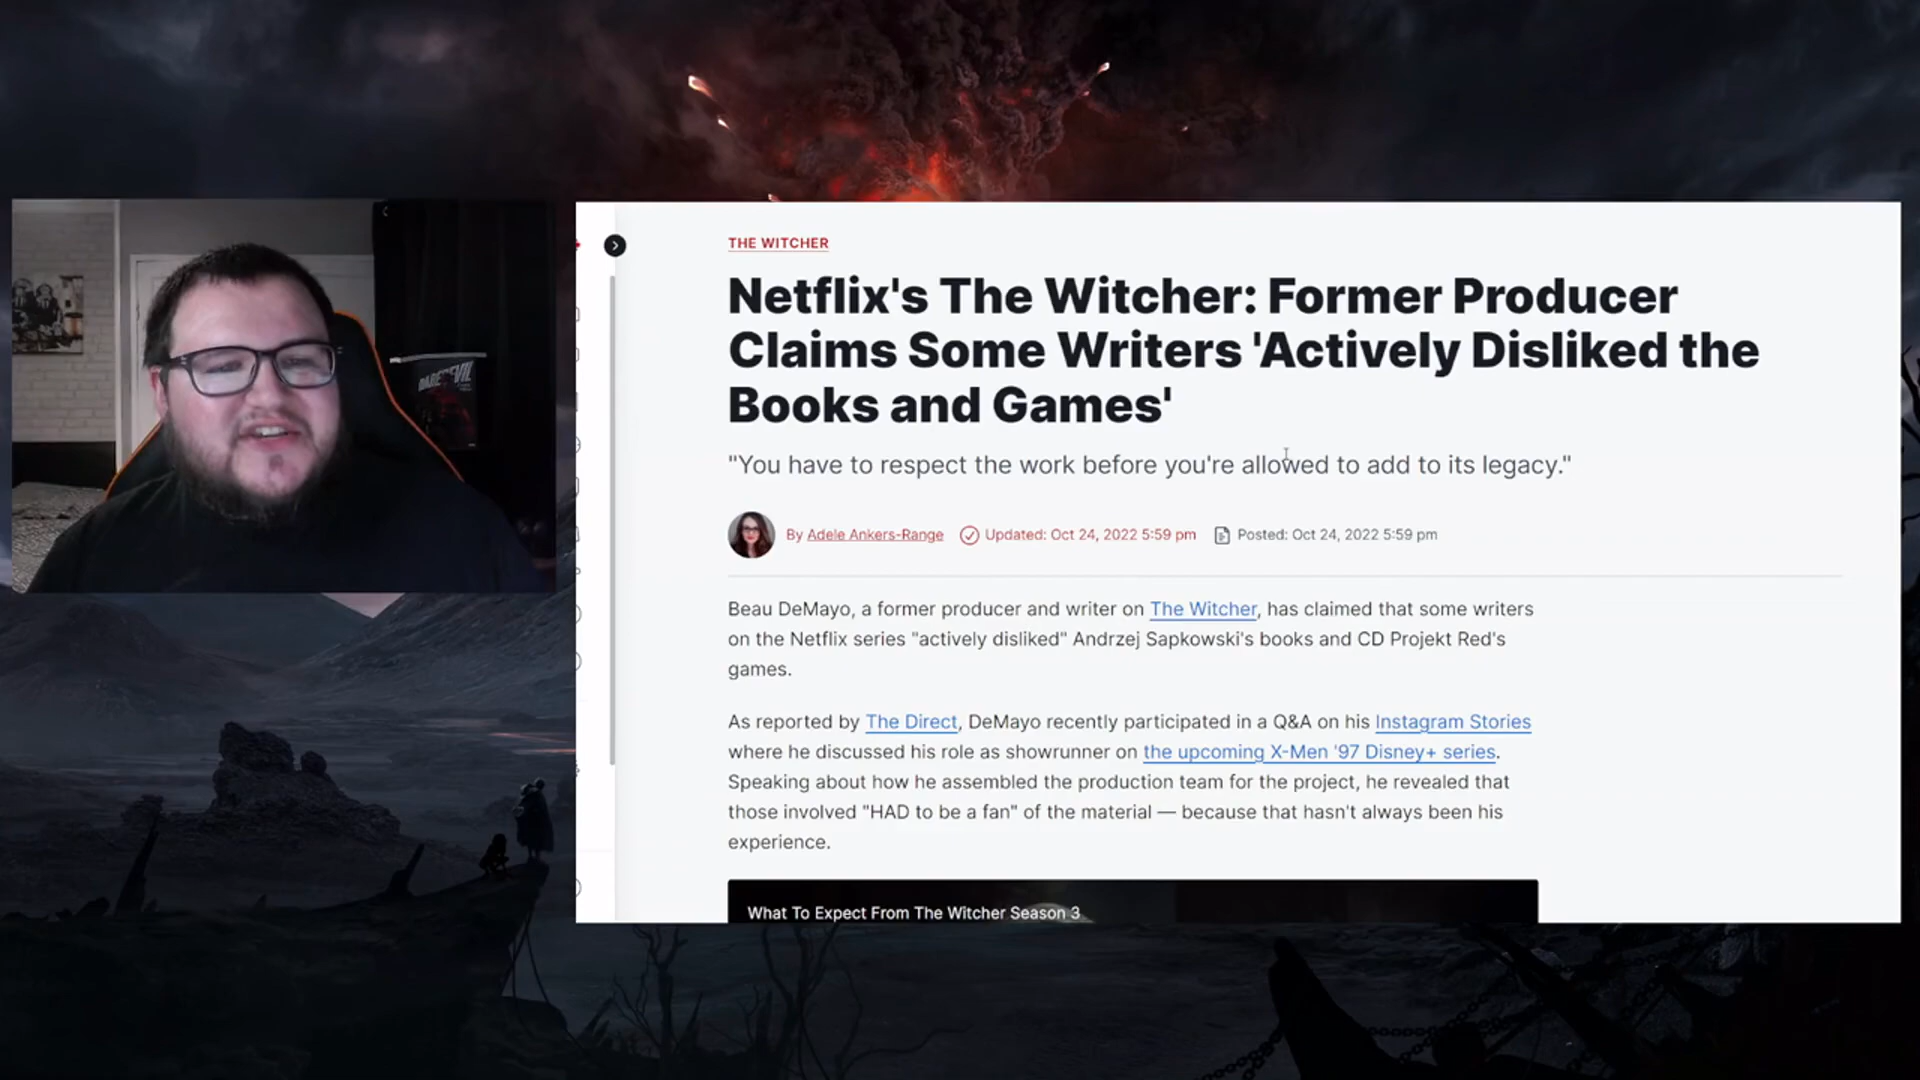 DAREDEVIL
THE WITCHER
Netflix's The Witcher: Former Producer
Claims Some Writers 'Actively Disliked the
Books and Games'
"You have to respect the work before you're allowed to add to its legacy."
By Adele Ankers-Range Updated: Oct 24, 2022 5:59 pm Posted: Oct 24, 2022 5:59 pm
Beau DeMayo, a former producer and writer on The Witcher, has claimed that some writers
on the Netflix series "actively disliked" Andrzej Sapkowski's books and CD Projekt Red's
games.
As reported by The Direct, DeMayo recently participated in a Q&A on his Instagram Stories
where he discussed his role as showrunner on the upcoming X-Men '97 Disney+ series.
Speaking about how he assembled the production team for the project, he revealed that
those involved "HAD to be a fan" of the material — because that hasn't always been his
experience.
What To Expect From The Witcher Season 3